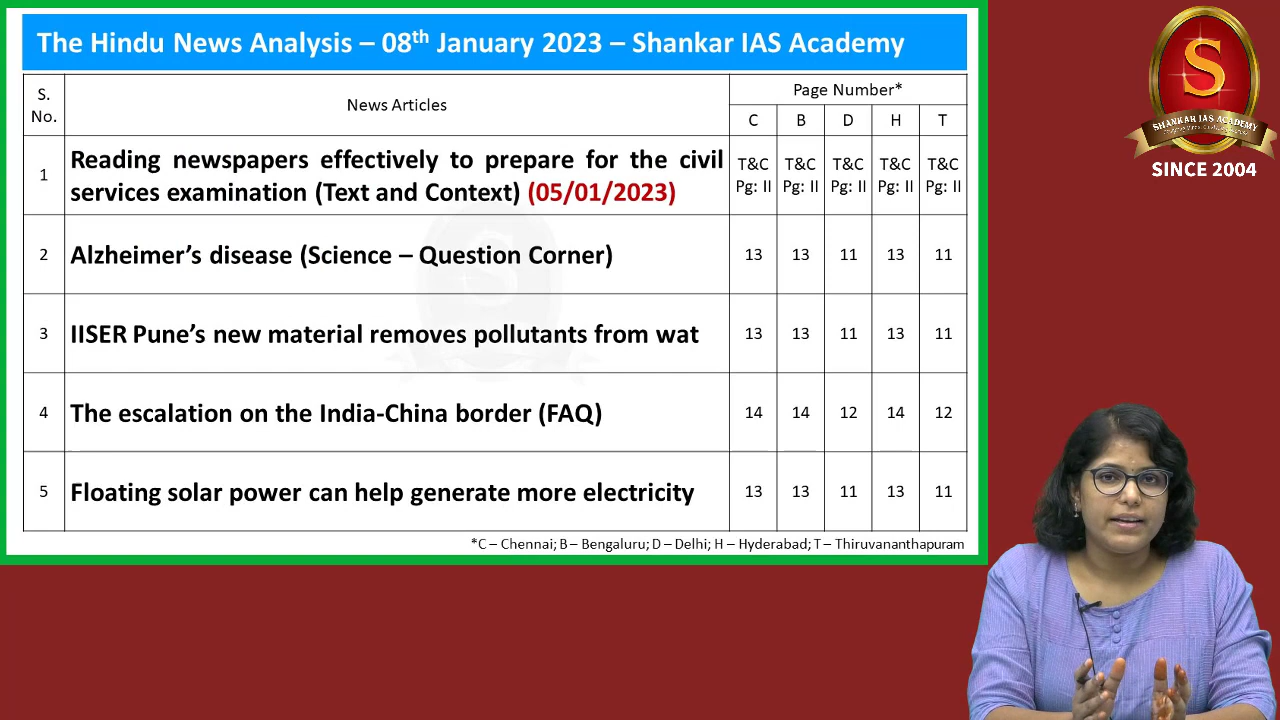 The Hindu News Analysis – 08th January 2023 – Shankar IAS Academy
S. No.
News Articles
Page Number*
C B D H T
1
Reading newspapers effectively to prepare for the civil
services examination (Text and Context) (05/01/2023)
T&C T&C T&C T&C T&C
Pg: II Pg: II Pg: II Pg: II Pg: II
2 Alzheimer's disease (Science – Question Corner) 13 13 11 13 11
3 IISER Pune's new material removes pollutants from wat 13 13 11 13 11
4 The escalation on the India-China border (FAQ) 14 14 12 14 12
5 Floating solar power can help generate more electricity 13 13 11 13 11
*C – Chennai; B – Bengaluru; D – Delhi; H – Hyderabad; T – Thiruvananthapuram
S
SHANKAR IAS ACADEMY
SINCE 2004